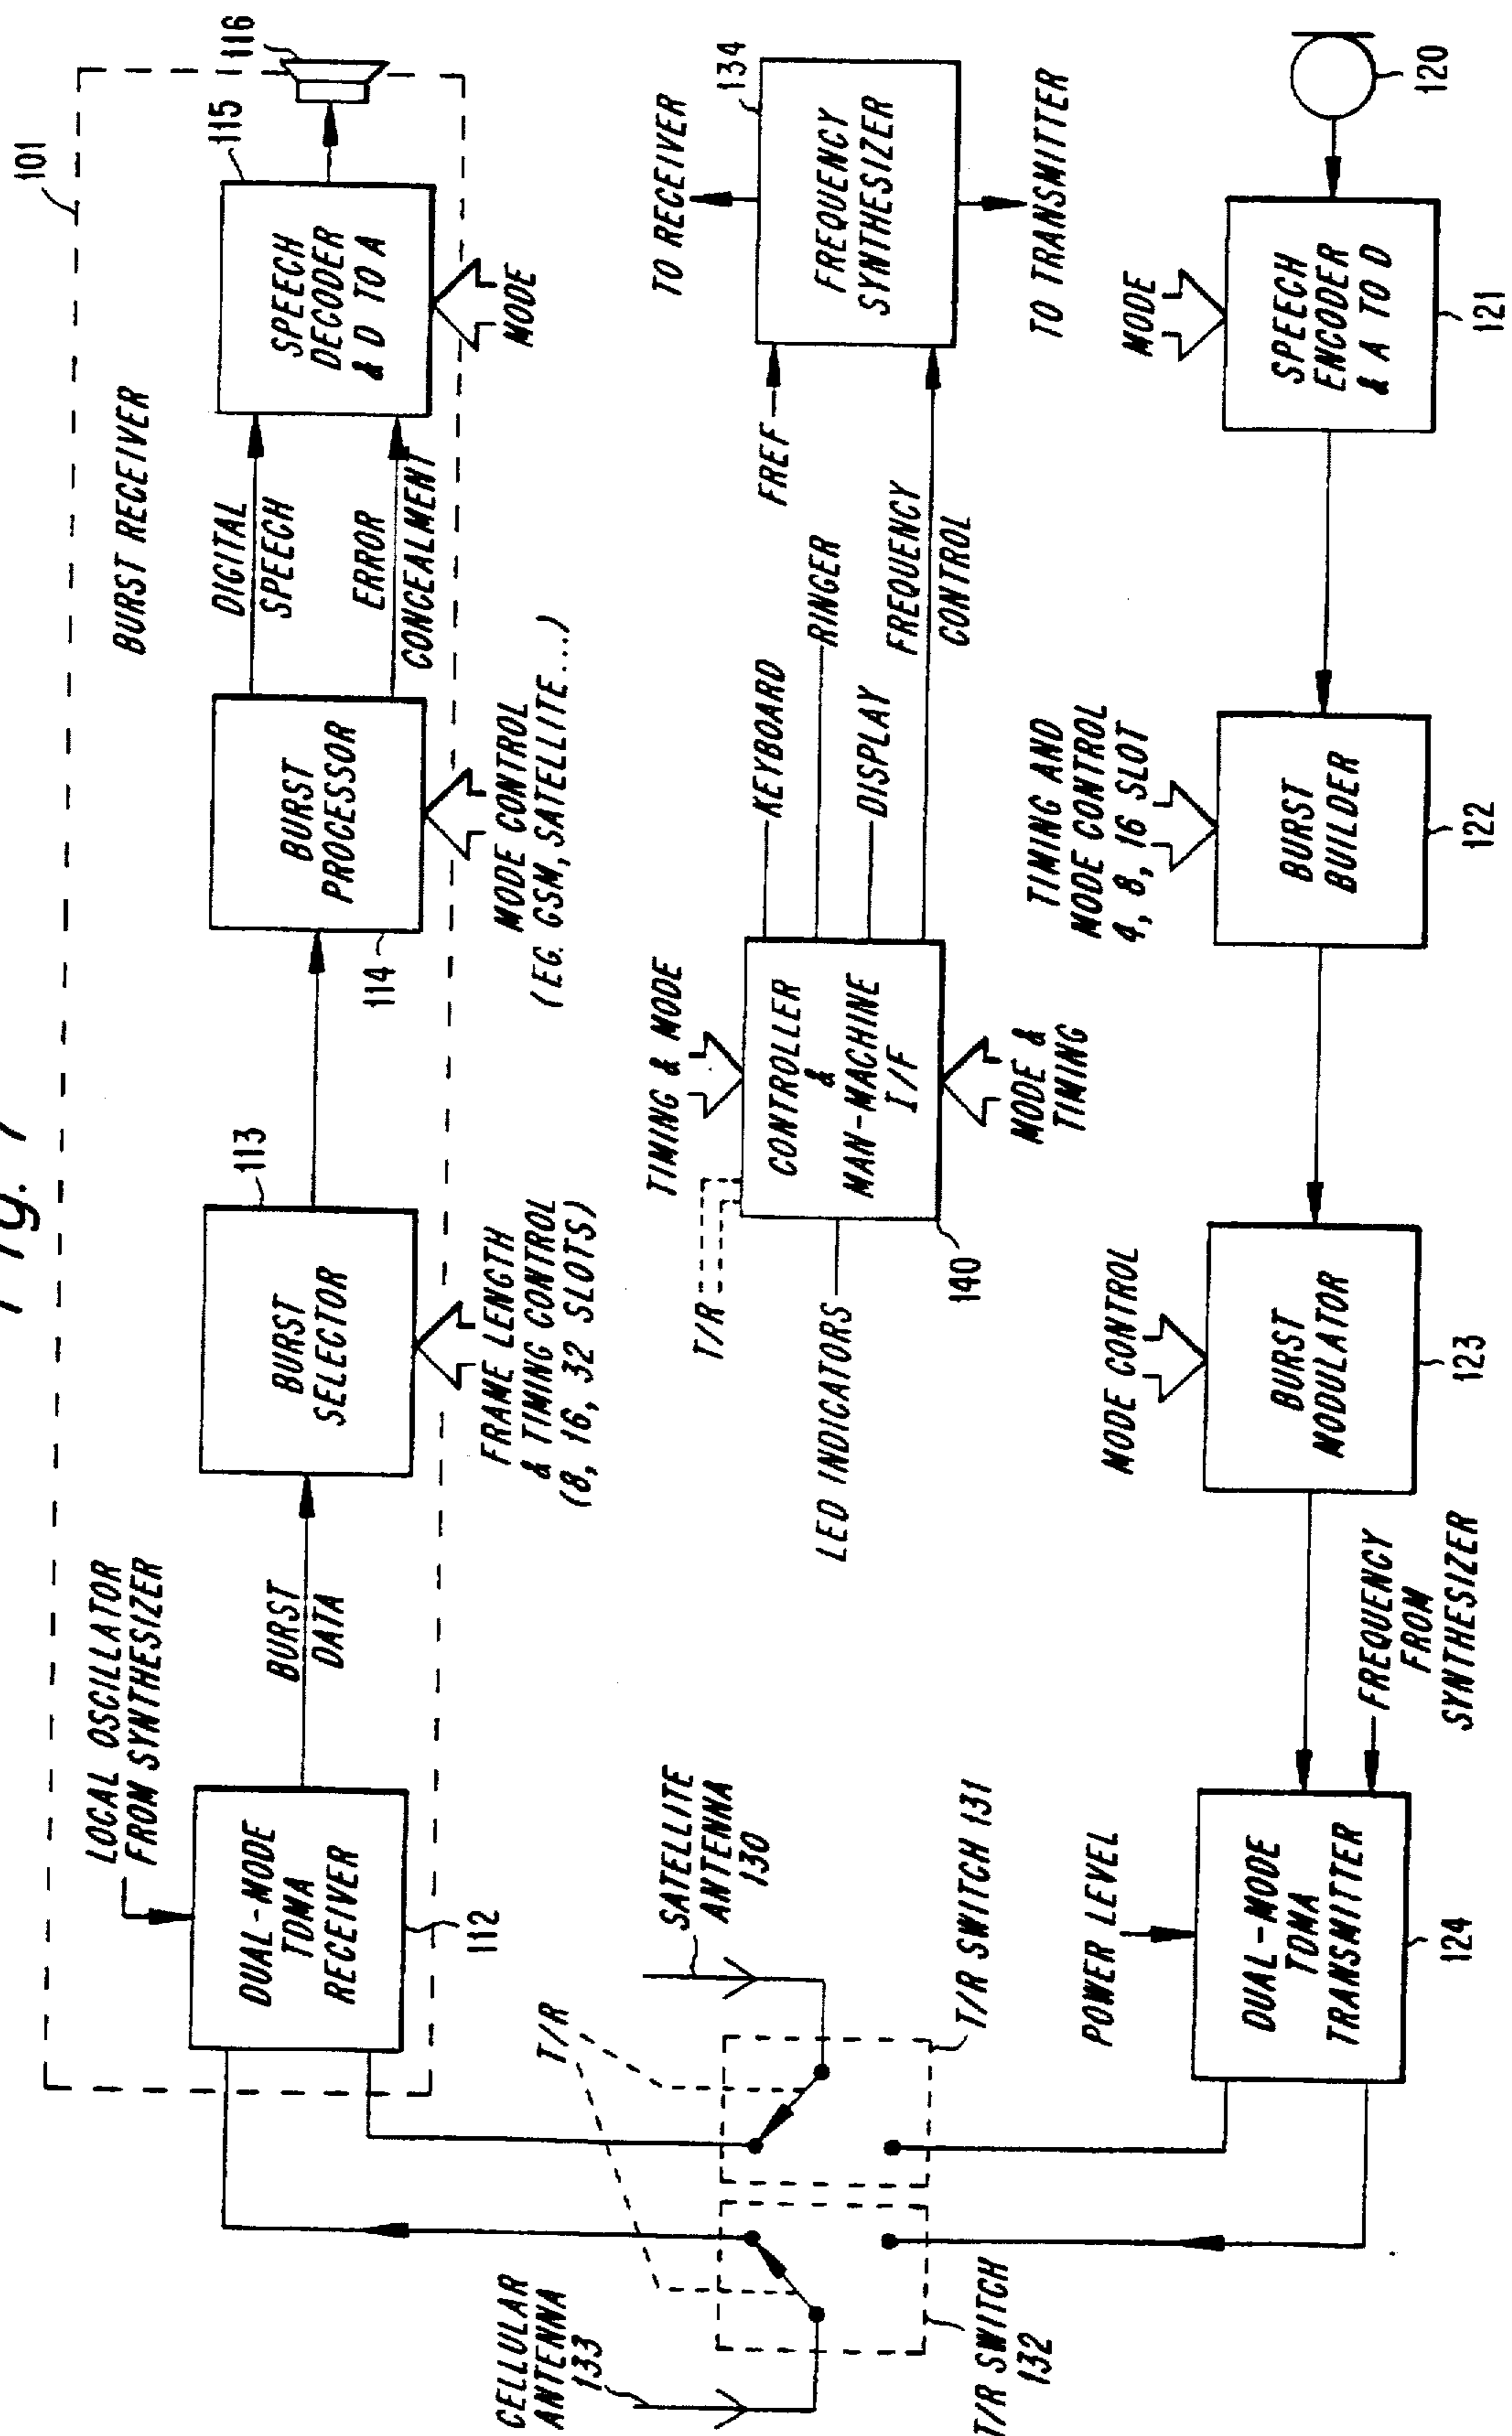 Fig. 7
101
BURST RECEIVER
LOCAL OSCILLATOR
FROM SYNTHESIZER
DUAL-MODE
TDMA
RECEIVER
112
BURST
DATA
BURST
SELECTOR
113
FRAME LENGTH
& TIMING CONTROL
(8, 16, 32 SLOTS)
BURST
PROCESSOR
114
MODE CONTROL
(EG. GSM, SATELLITE...)
DIGITAL
SPEECH
ERROR
CONCEALMENT
SPEECH
DECODER
& D TO A
115
MODE
116
CELLULAR
ANTENNA
133
T/R
SATELLITE
ANTENNA
130
T/R SWITCH 131
T/R SWITCH
132
T/R
TIMING & MODE
CONTROLLER
&
MAN-MACHINE
I/F
140
LED INDICATORS
MODE &
TIMING
KEYBOARD
RINGER
DISPLAY
FREQUENCY
CONTROL
FREF
TO RECEIVER
134
FREQUENCY
SYNTHESIZER
TO TRANSMITTER
POWER LEVEL
DUAL-MODE
TDMA
TRANSMITTER
124
FREQUENCY
FROM
SYNTHESIZER
MODE CONTROL
BURST
MODULATOR
123
TIMING AND
MODE CONTROL
4, 8, 16 SLOT
BURST
BUILDER
122
MODE
SPEECH
ENCODER
& A TO D
121
120